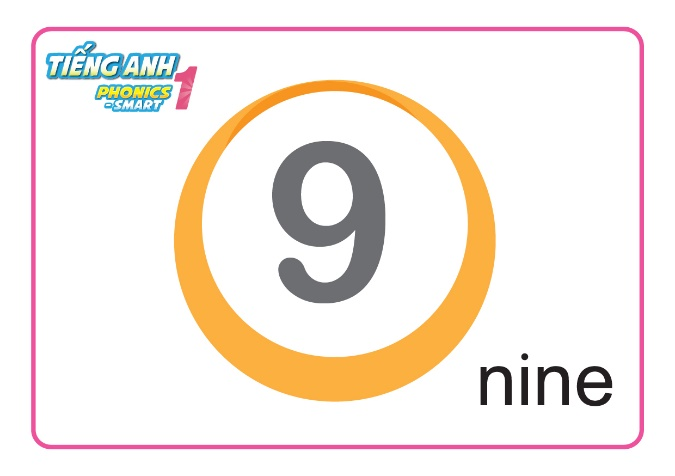 TIẾNG ANH
PHONICS
-SMART 1
9
nine